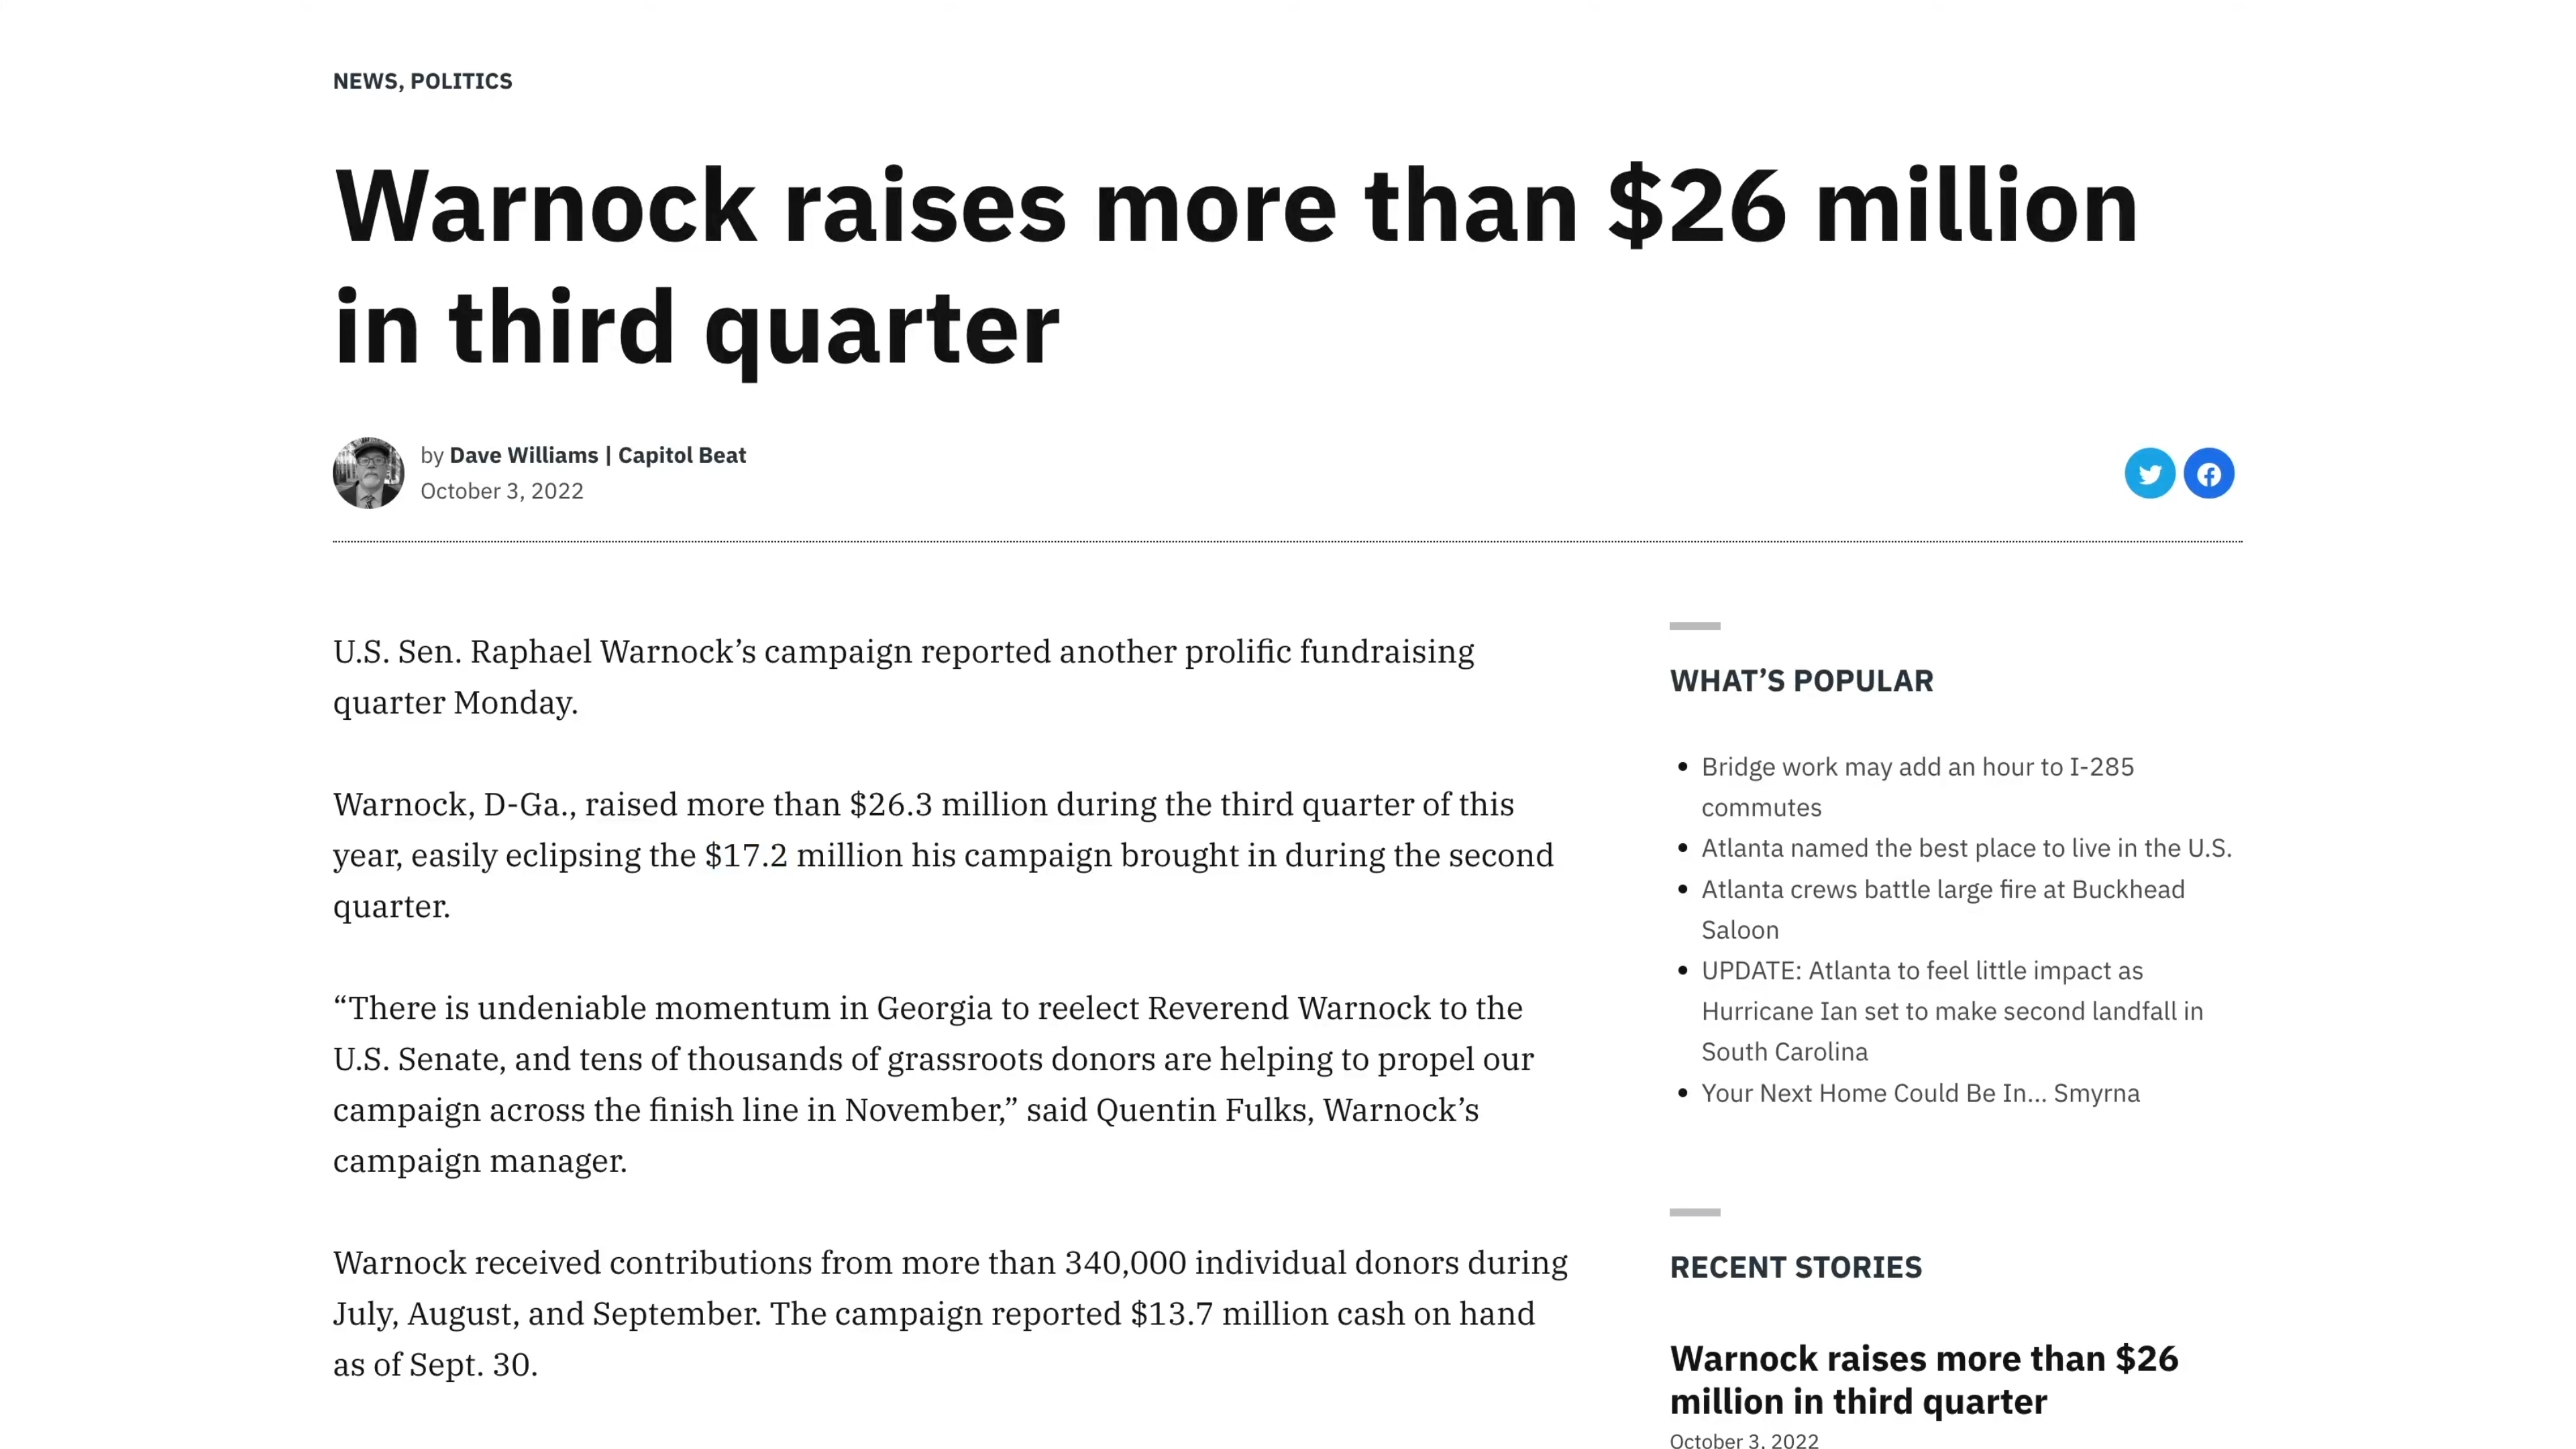 NEWS, POLITICS
Warnock raises more than $26 million
in third quarter
by Dave Williams | Capitol Beat
October 3, 2022
U.S. Sen. Raphael Warnock’s campaign reported another prolific fundraising
quarter Monday.
Warnock, D-Ga., raised more than $26.3 million during the third quarter of this
year, easily eclipsing the $17.2 million his campaign brought in during the second
quarter.
“There is undeniable momentum in Georgia to reelect Reverend Warnock to the
U.S. Senate, and tens of thousands of grassroots donors are helping to propel our
campaign across the finish line in November,” said Quentin Fulks, Warnock’s
campaign manager.
Warnock received contributions from more than 340,000 individual donors during
July, August, and September. The campaign reported $13.7 million cash on hand
as of Sept. 30.
WHAT’S POPULAR
• Bridge work may add an hour to I-285
commutes
• Atlanta named the best place to live in the U.S.
• Atlanta crews battle large fire at Buckhead
Saloon
• UPDATE: Atlanta to feel little impact as
Hurricane Ian set to make second landfall in
South Carolina
• Your Next Home Could Be In… Smyrna
RECENT STORIES
Warnock raises more than $26
million in third quarter
October 3, 2022